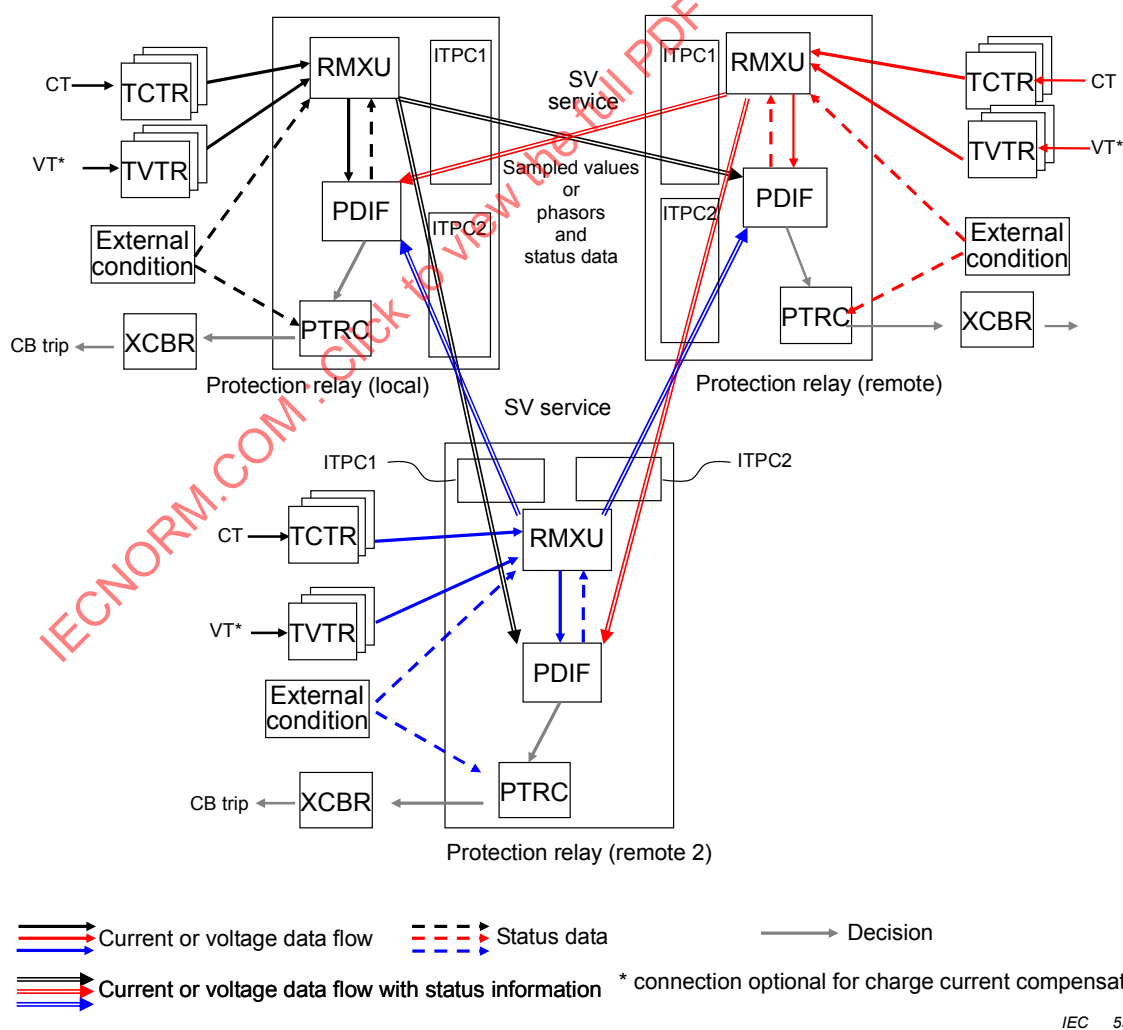 RMXU
ITPC1
CT
TCTR
VT*
TVTR
PDIF
ITPC2
External
condition
PTRC
XCBR
CB trip
Protection relay (local)
SV
service
Sampled values
or
phasors
and
status data
ITPC1
RMXU
TCTR
CT
TVTR
VT*
PDIF
ITPC2
External
condition
PTRC
XCBR
Protection relay (remote)
SV service
ITPC1
ITPC2
CT
TCTR
RMXU
VT*
TVTR
PDIF
External
condition
PTRC
CB trip
XCBR
Protection relay (remote 2)
Current or voltage data flow
Status data
Decision
Current or voltage data flow with status information
* connection optional for charge current compensat
IEC 5
IECNORM.COM : Click to view the full PDF